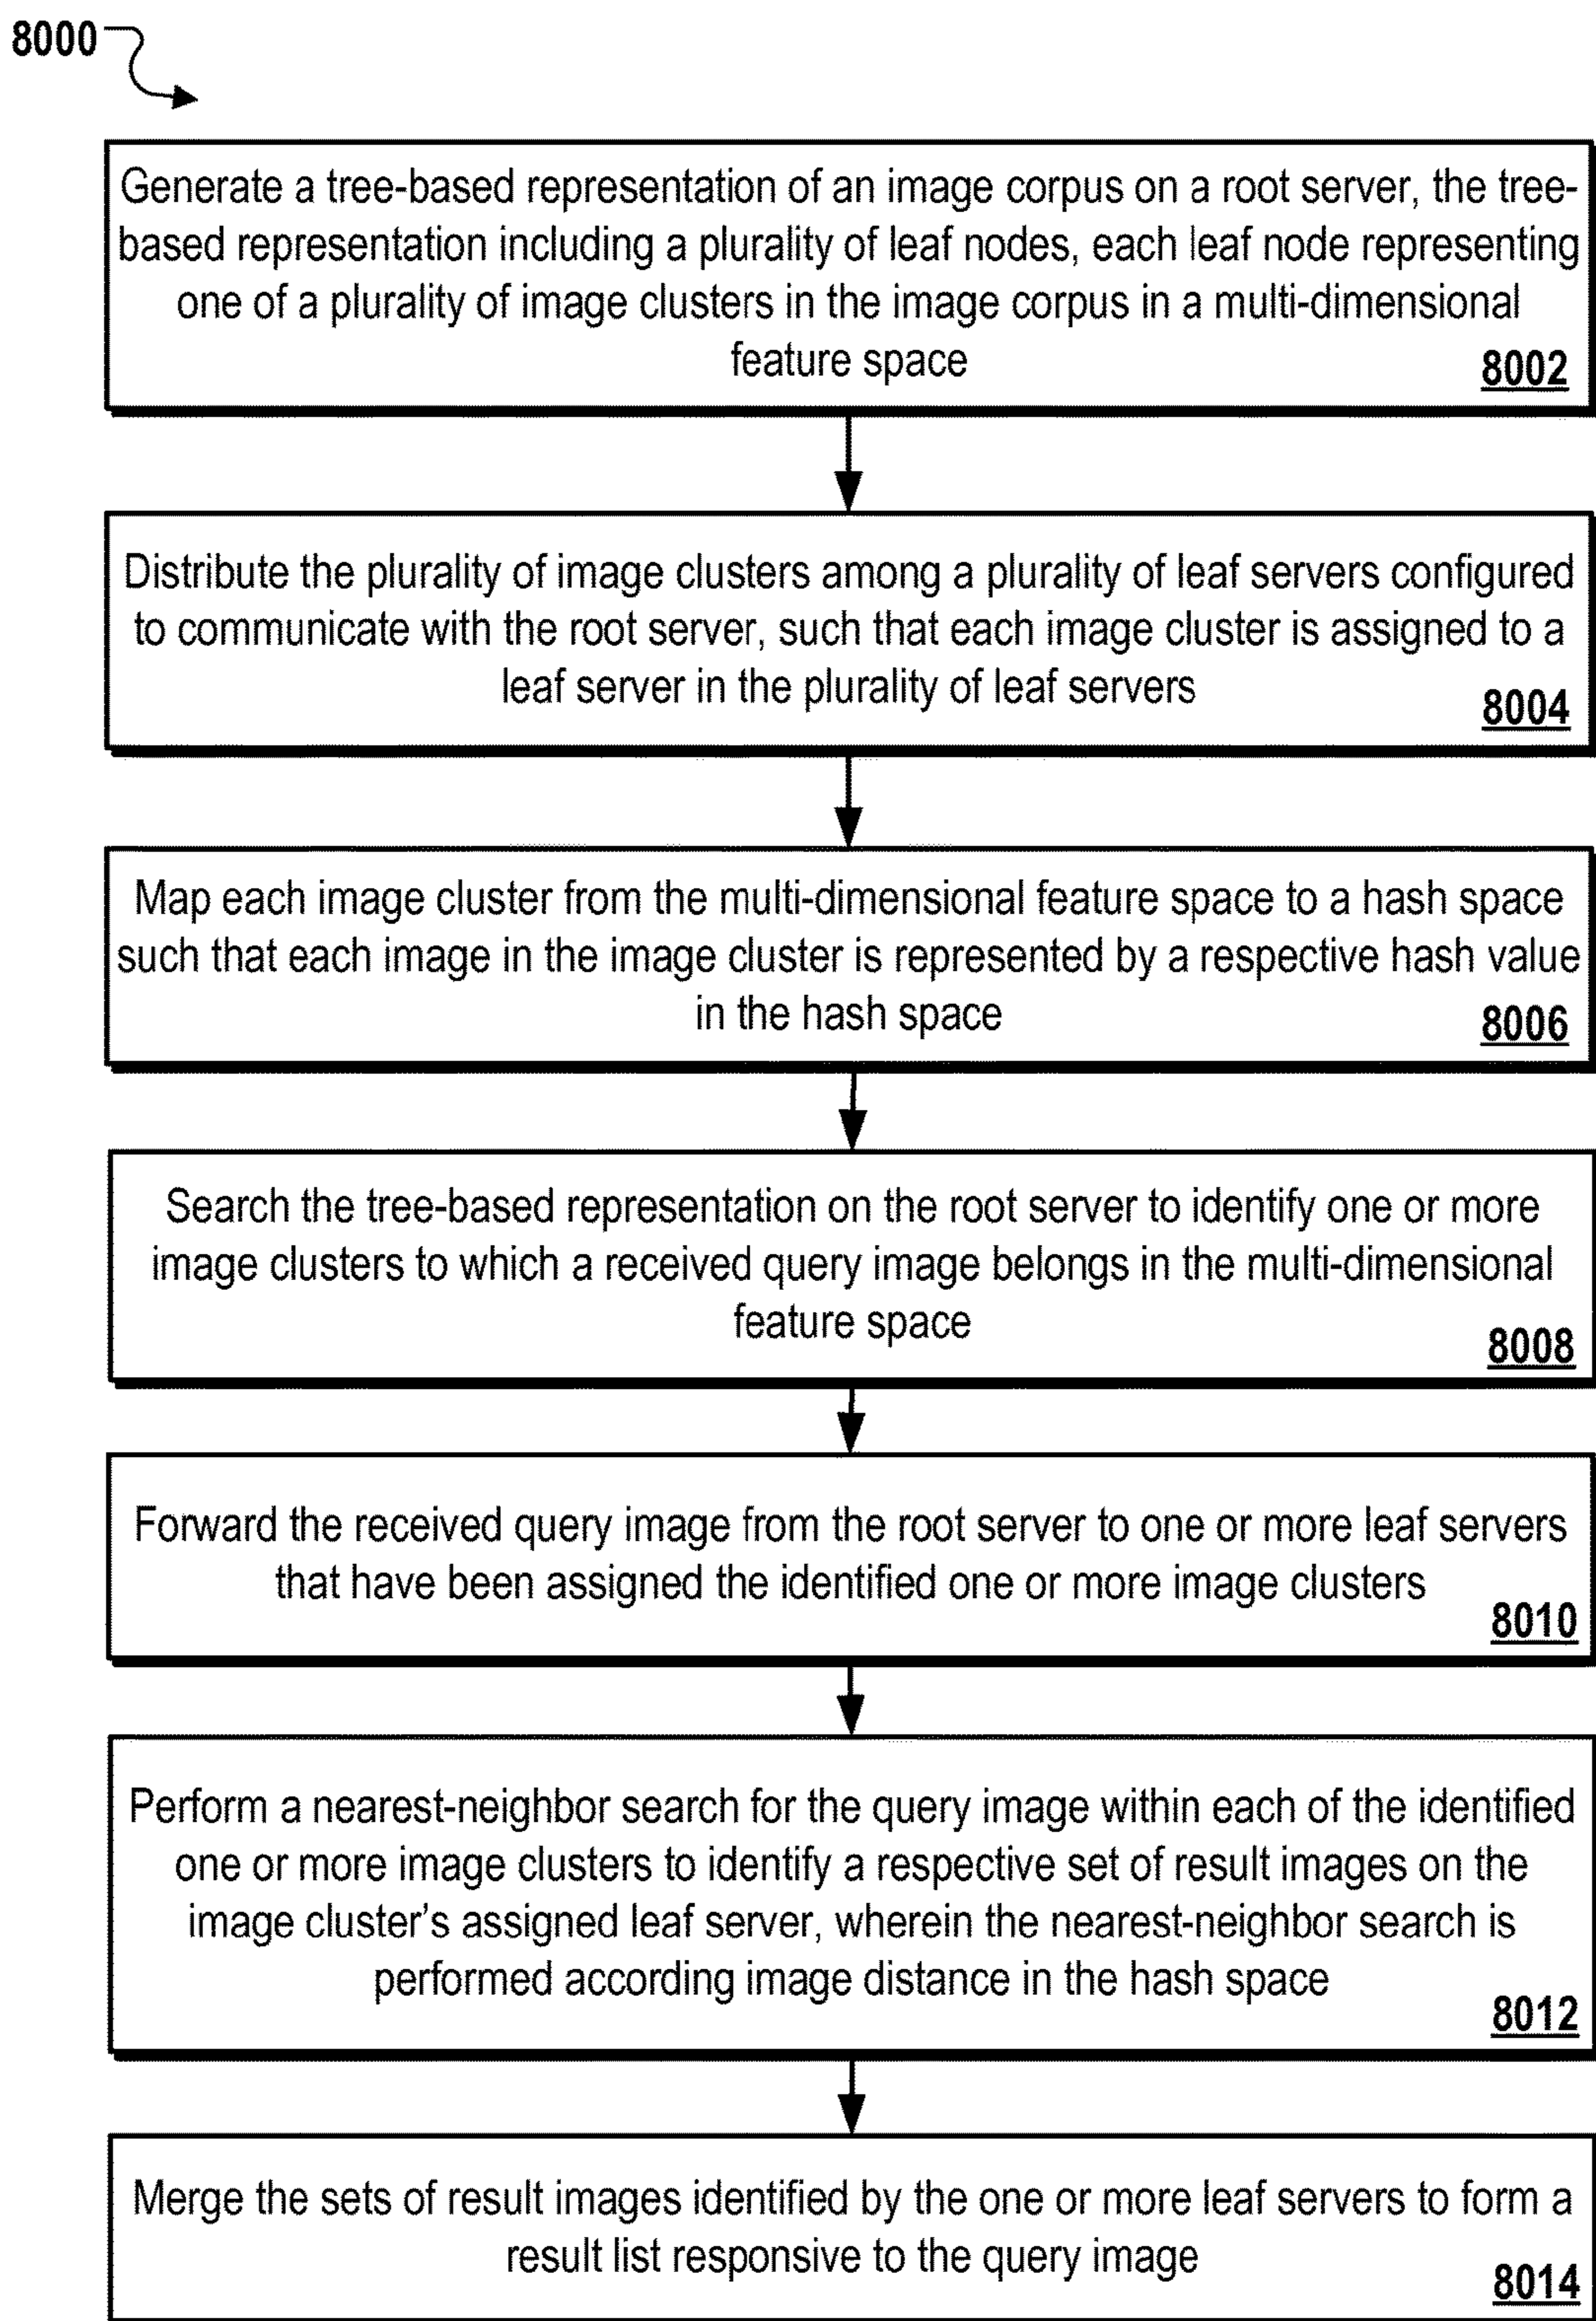 8000
Generate a tree-based representation of an image corpus on a root server, the tree-
based representation including a plurality of leaf nodes, each leaf node representing
one of a plurality of image clusters in the image corpus in a multi-dimensional
feature space
8002
Distribute the plurality of image clusters among a plurality of leaf servers configured
to communicate with the root server, such that each image cluster is assigned to a
leaf server in the plurality of leaf servers
8004
Map each image cluster from the multi-dimensional feature space to a hash space
such that each image in the image cluster is represented by a respective hash value
in the hash space
8006
Search the tree-based representation on the root server to identify one or more
image clusters to which a received query image belongs in the multi-dimensional
feature space
8008
Forward the received query image from the root server to one or more leaf servers
that have been assigned the identified one or more image clusters
8010
Perform a nearest-neighbor search for the query image within each of the identified
one or more image clusters to identify a respective set of result images on the
image cluster's assigned leaf server, wherein the nearest-neighbor search is
performed according image distance in the hash space
8012
Merge the sets of result images identified by the one or more leaf servers to form a
result list responsive to the query image
8014